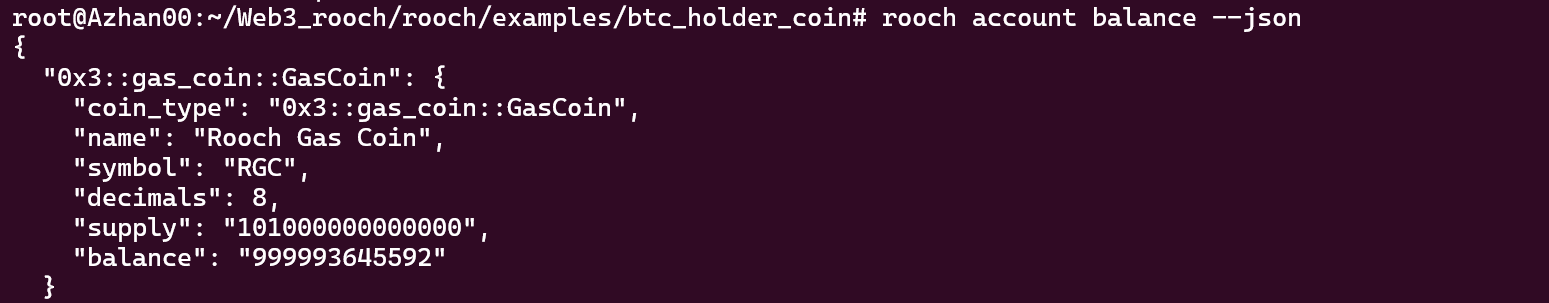 root@Azhan00:~/Web3_rooch/rooch/examples/btc_holder_coin# rooch account balance --json
{
  "0x3::gas_coin::GasCoin": {
    "coin_type": "0x3::gas_coin::GasCoin",
    "name": "Rooch Gas Coin",
    "symbol": "RGC",
    "decimals": 8,
    "supply": "101000000000000",
    "balance": "999993645592"
  }